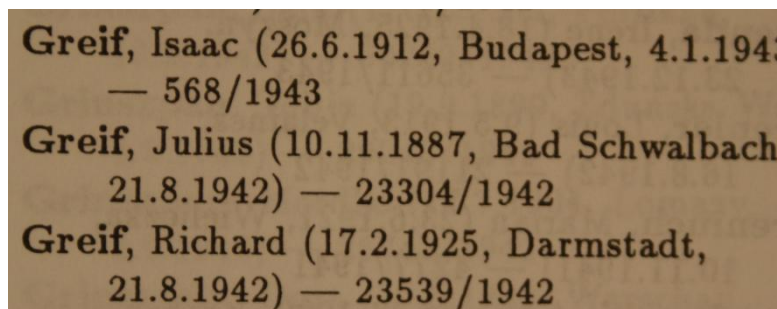 Greif, Isaac (26.6.1912, Budapest, 4.1.1943
— 568/1943
Greif, Julius (10.11.1887, Bad Schwalbach
21.8.1942) — 23304/1942
Greif, Richard (17.2.1925, Darmstadt,
21.8.1942) — 23539/1942